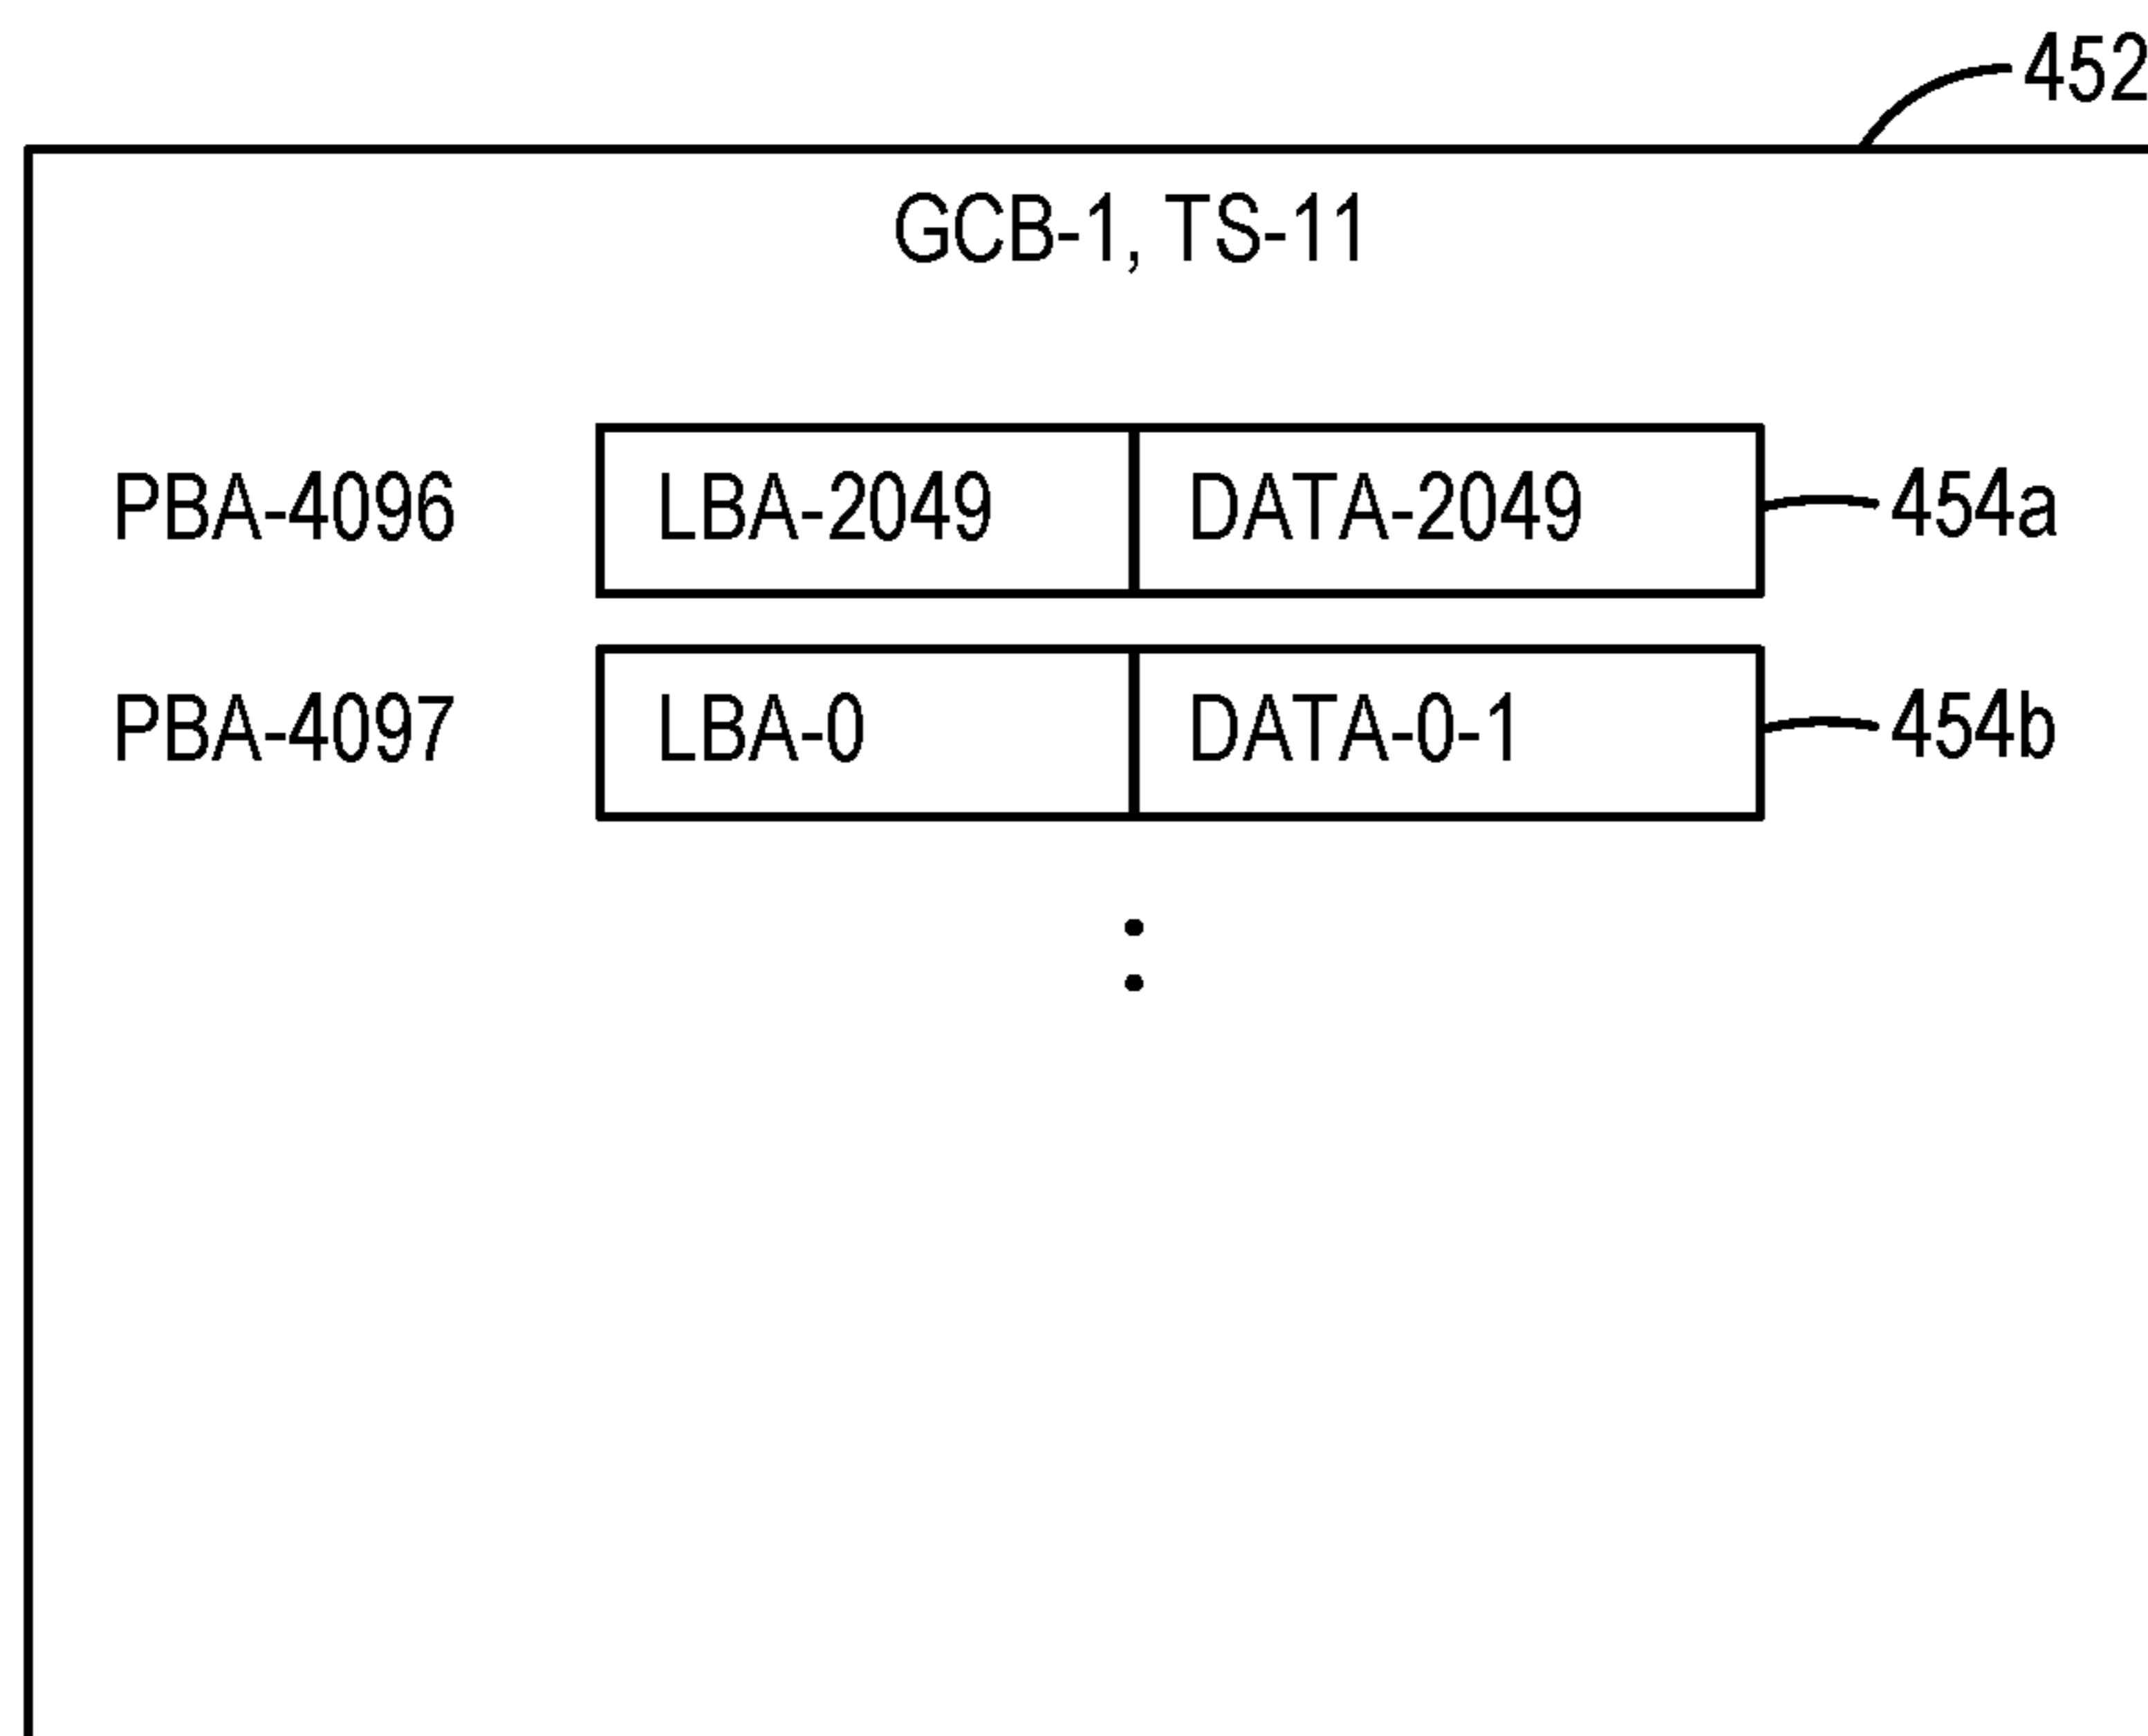 452
GCB-1, TS-11
PBA-4096 LBA-2049 DATA-2049 454a
PBA-4097 LBA-0 DATA-0-1 454b